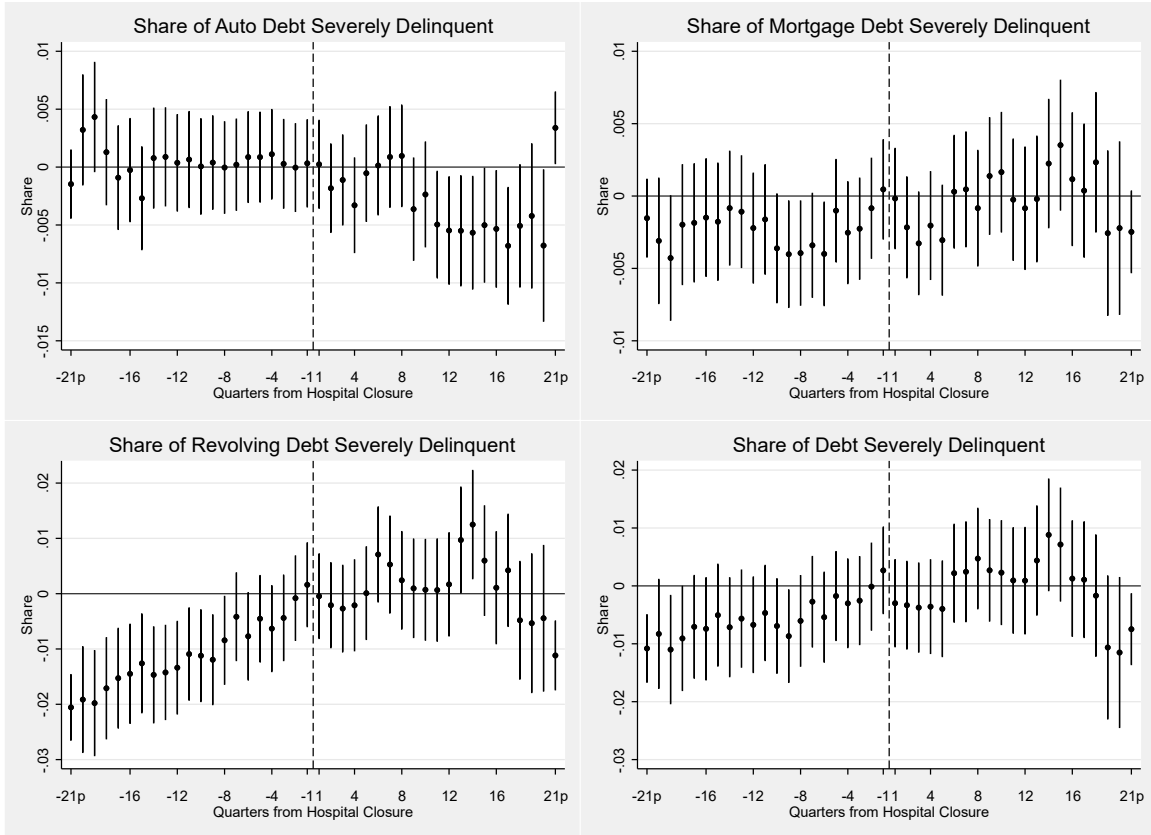 Share of Auto Debt Severely Delinquent
.01
.005
0
-.005
-.01
-.015
Share
-21p -16 -12 -8 -4 -11 4 8 12 16 21p
Quarters from Hospital Closure
Share of Mortgage Debt Severely Delinquent
.01
.005
0
-.005
-.01
Share
-21p -16 -12 -8 -4 -11 4 8 12 16 21p
Quarters from Hospital Closure
Share of Revolving Debt Severely Delinquent
.02
.01
0
-.01
-.02
-.03
Share
-21p -16 -12 -8 -4 -11 4 8 12 16 21p
Quarters from Hospital Closure
Share of Debt Severely Delinquent
.02
.01
0
-.01
-.02
-.03
Share
-21p -16 -12 -8 -4 -11 4 8 12 16 21p
Quarters from Hospital Closure